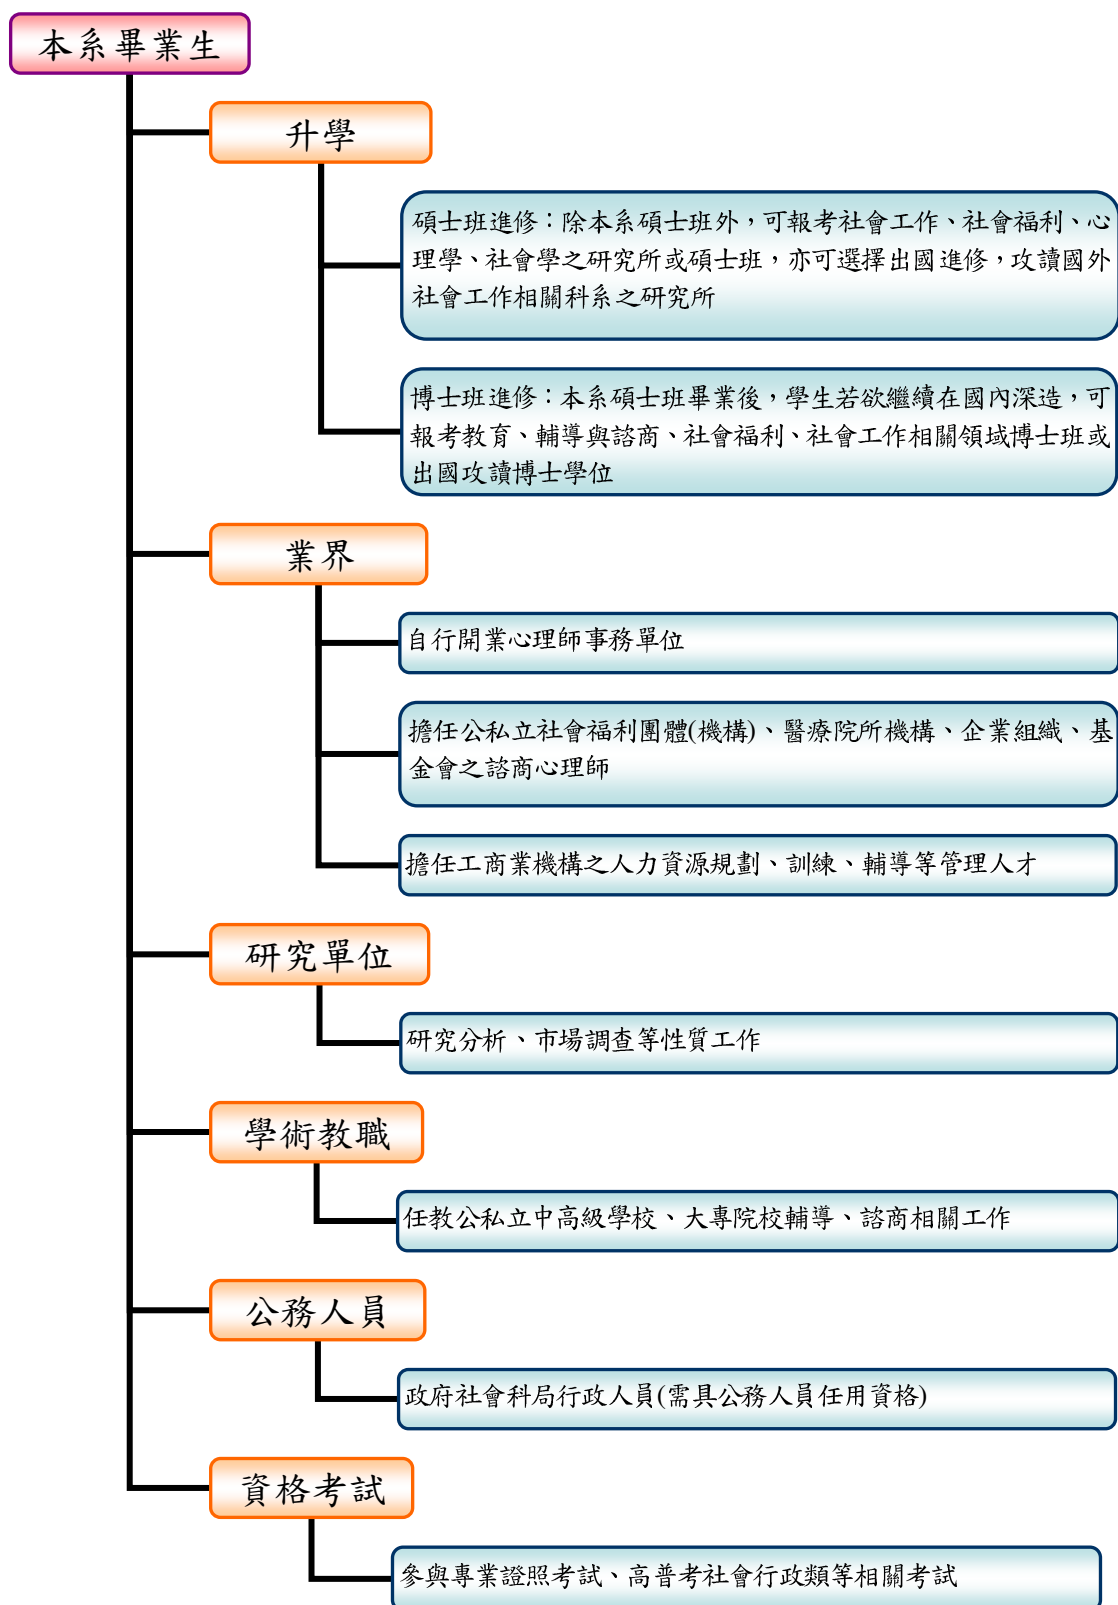 本系畢業生
升學
碩士班進修：除本系碩士班外，可報考社會工作、社會福利、心
理學、社會學之研究所或碩士班，亦可選擇出國進修，攻讀國外
社會工作相關科系之研究所
博士班進修：本系碩士班畢業後，學生若欲繼續在國內深造，可
報考教育、輔導與諮商、社會福利、社會工作相關領域博士班或
出國攻讀博士學位
業界
自行開業心理師事務單位
擔任公私立社會福利團體(機構)、醫療院所機構、企業組織、基
金會之諮商心理師
擔任工商業機構之人力資源規劃、訓練、輔導等管理人才
研究單位
研究分析、市場調查等性質工作
學術教職
任教公私立中高級學校、大專院校輔導、諮商相關工作
公務人員
政府社會科局行政人員(需具公務人員任用資格)
資格考試
參與專業證照考試、高普考社會行政類等相關考試